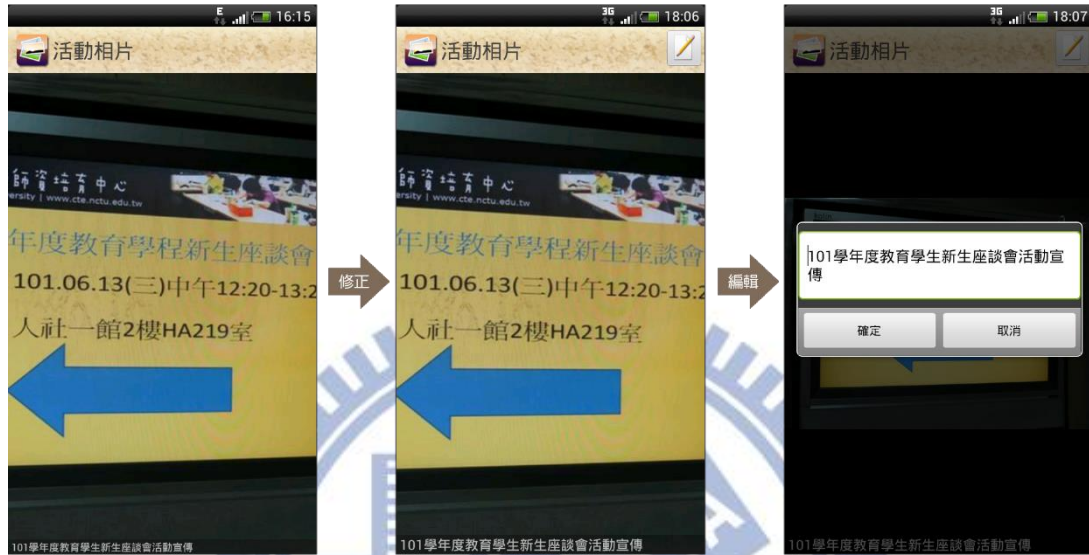 E 16:15
活動相片
師資培育中心
ersity | www.cte.nctu.edu.tw
年度教育學程新生座談會
101.06.13(三)中午12:20-13:2
人社一館2樓HA219室
101學年度教育學生新生座談會活動宣傳
修正
3G 18:06
活動相片
師資培育中心
ersity | www.cte.nctu.edu.tw
年度教育學程新生座談會
101.06.13(三)中午12:20-13:2
人社一館2樓HA219室
101學年度教育學生新生座談會活動宣傳
編輯
3G 18:07
活動相片
101學年度教育學生新生座談會活動宣
傳
確定
取消
101學年度教育學生新生座談會活動宣傳